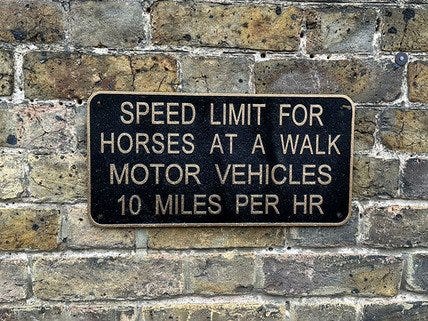 SPEED LIMIT FOR
HORSES AT A WALK
MOTOR VEHICLES
10 MILES PER HR